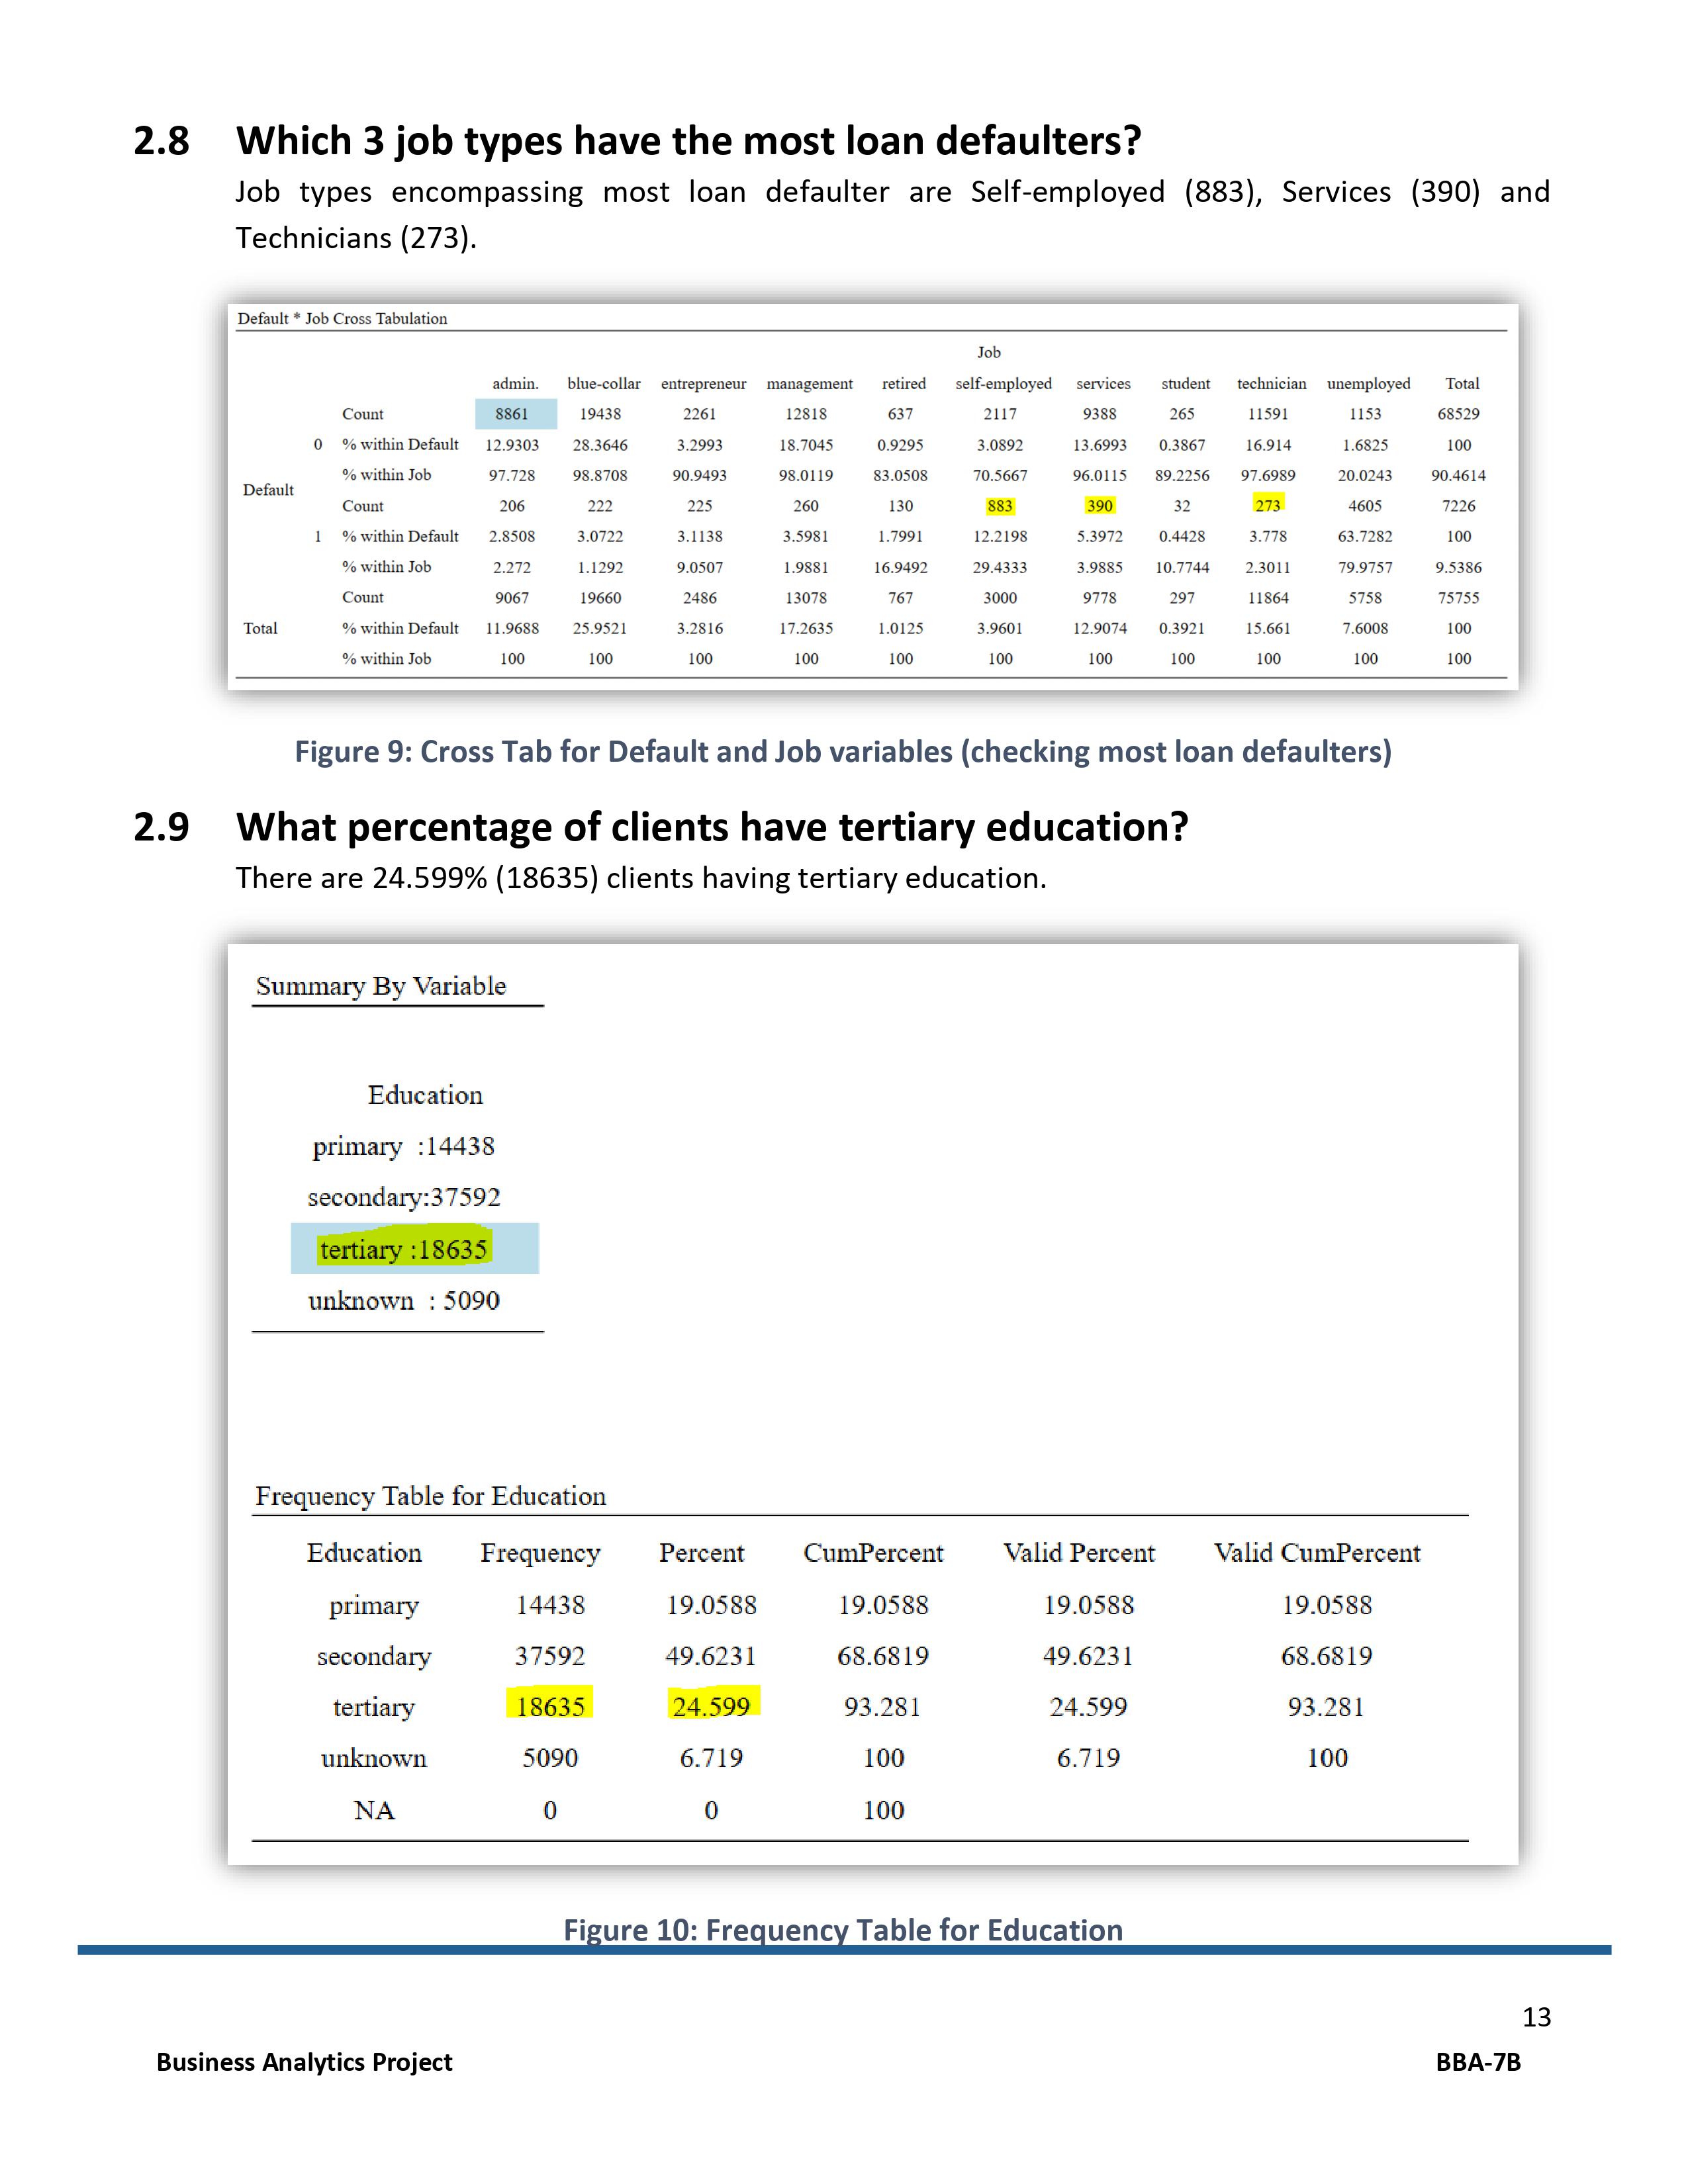 2.8 Which 3 job types have the most loan defaulters?
Job types encompassing most loan defaulter are Self-employed (883), Services (390) and
Technicians (273).
Default * Job Cross Tabulation
Job
admin. blue-collar entrepreneur management retired self-employed services student technician unemployed Total
Count 8861 19438 2261 12818 637 2117 9388 265 11591 1153 68529
0 % within Default 12.9303 28.3646 3.2993 18.7045 0.9295 3.0892 13.6993 0.3867 16.914 1.6825 100
% within Job 97.728 98.8708 90.9493 98.0119 83.0508 70.5667 96.0115 89.2256 97.6989 20.0243 90.4614
Default
Count 206 222 225 260 130 883 390 32 273 4605 7226
1 % within Default 2.8508 3.0722 3.1138 3.5981 1.7991 12.2198 5.3972 0.4428 3.778 63.7282 100
% within Job 2.272 1.1292 9.0507 1.9881 16.9492 29.4333 3.9885 10.7744 2.3011 79.9757 9.5386
Count 9067 19660 2486 13078 767 3000 9778 297 11864 5758 75755
Total % within Default 11.9688 25.9521 3.2816 17.2635 1.0125 3.9601 12.9074 0.3921 15.661 7.6008 100
% within Job 100 100 100 100 100 100 100 100 100 100 100
Figure 9: Cross Tab for Default and Job variables (checking most loan defaulters)
2.9 What percentage of clients have tertiary education?
There are 24.599% (18635) clients having tertiary education.
Summary By Variable
Education
primary :14438
secondary:37592
tertiary :18635
unknown : 5090
Frequency Table for Education
Education Frequency Percent CumPercent Valid Percent Valid CumPercent
primary 14438 19.0588 19.0588 19.0588 19.0588
secondary 37592 49.6231 68.6819 49.6231 68.6819
tertiary 18635 24.599 93.281 24.599 93.281
unknown 5090 6.719 100 6.719 100
NA 0 0 100
Figure 10: Frequency Table for Education
13
Business Analytics Project BBA-7B